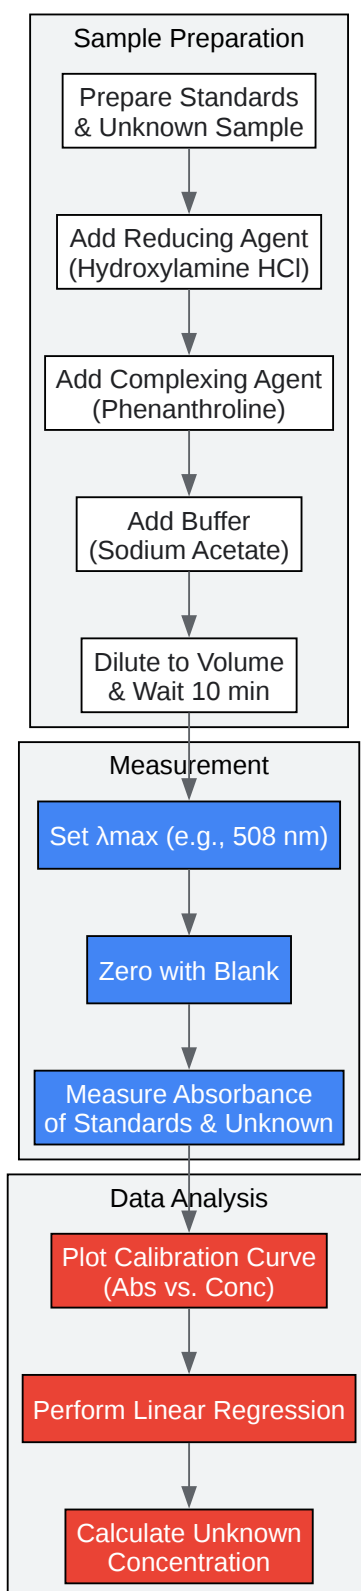 Sample Preparation
Prepare Standards
& Unknown Sample
Add Reducing Agent
(Hydroxylamine HCl)
Add Complexing Agent
(Phenanthroline)
Add Buffer
(Sodium Acetate)
Dilute to Volume
& Wait 10 min
Measurement
Set λmax (e.g., 508 nm)
Zero with Blank
Measure Absorbance
of Standards & Unknown
Data Analysis
Plot Calibration Curve
(Abs vs. Conc)
Perform Linear Regression
Calculate Unknown
Concentration